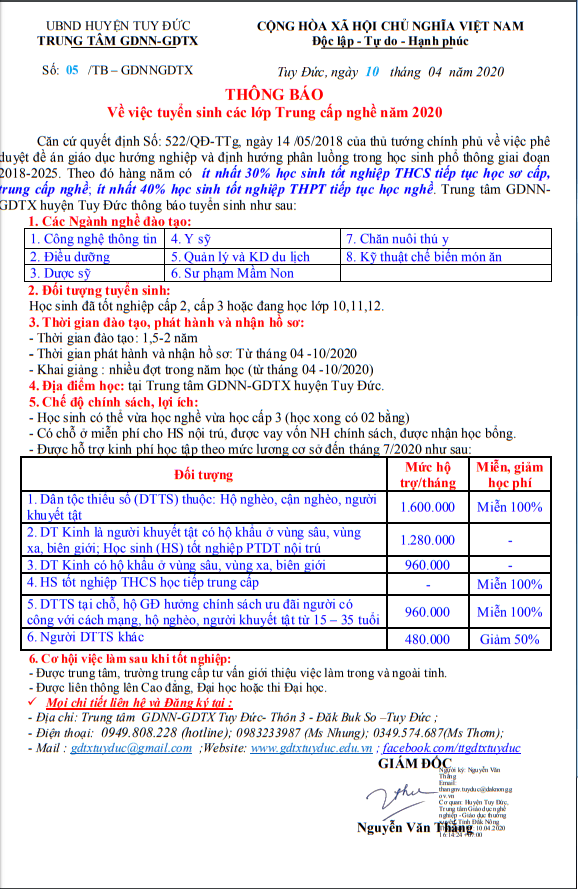 UBND HUYỆN TUY ĐỨC
TRUNG TÂM GDNN-GDTX
CỘNG HÒA XÃ HỘI CHỦ NGHĨA VIỆT NAM
Độc lập - Tự do - Hạnh phúc
Số: 05 /TB – GDNNGDTX
Tuy Đức, ngày 10 tháng 04 năm 2020
THÔNG BÁO
Về việc tuyển sinh các lớp Trung cấp nghề năm 2020
Căn cứ quyết định Số: 522/QĐ-TTg, ngày 14 /05/2018 của thủ tướng chính phủ về việc phê
duyệt đề án giáo dục hướng nghiệp và định hướng phân luồng trong học sinh phổ thông giai đoạn
2018-2025. Theo đó hàng năm có ít nhất 30% học sinh tốt nghiệp THCS tiếp tục học sơ cấp,
trung cấp nghề; ít nhất 40% học sinh tốt nghiệp THPT tiếp tục học nghề. Trung tâm GDNN-
GDTX huyện Tuy Đức thông báo tuyển sinh như sau:
1. Các Ngành nghề đào tạo:
1. Công nghệ thông tin 4. Y sỹ 7. Chăn nuôi thú y
2. Điều dưỡng 5. Quản lý và KD du lịch 8. Kỹ thuật chế biến món ăn
3. Dược sỹ 6. Sư phạm Mầm Non
2. Đối tượng tuyển sinh:
Học sinh đã tốt nghiệp cấp 2, cấp 3 hoặc đang học lớp 10,11,12.
3. Thời gian đào tạo, phát hành và nhận hồ sơ:
- Thời gian đào tạo: 1,5-2 năm
- Thời gian phát hành và nhận hồ sơ: Từ tháng 04 -10/2020
- Khai giảng : nhiều đợt trong năm học (từ tháng 04 -10/2020)
4. Địa điểm học: tại Trung tâm GDNN-GDTX huyện Tuy Đức.
5. Chế độ chính sách, lợi ích:
- Học sinh có thể vừa học nghề vừa học cấp 3 (học xong có 02 bằng)
- Có chỗ ở miễn phí cho HS nội trú, được vay vốn NH chính sách, được nhận học bổng.
- Được hỗ trợ kinh phí học tập theo mức lương cơ sở đến tháng 7/2020 như sau:
Đối tượng Mức hộ trợ/tháng Miễn, giảm học phí
1. Dân tộc thiểu số (DTTS) thuộc: Hộ nghèo, cận nghèo, người
khuyết tật 1.600.000 Miễn 100%
2. DT Kinh là người khuyết tật có hộ khẩu ở vùng sâu, vùng
xa, biên giới; Học sinh (HS) tốt nghiệp PTDT nội trú 1.280.000 -
3. DT Kinh có hộ khẩu ở vùng sâu, vùng xa, biên giới 960.000 -
4. HS tốt nghiệp THCS học tiếp trung cấp - Miễn 100%
5. DTTS tại chỗ, hộ GĐ hưởng chính sách ưu đãi người có
công với cách mạng, hộ nghèo, người khuyết tật từ 15 – 35 tuổi 960.000 Miễn 100%
6. Người DTTS khác 480.000 Giảm 50%
6. Cơ hội việc làm sau khi tốt nghiệp:
- Được trung tâm, trường trung cấp tư vấn giới thiệu việc làm trong và ngoài tỉnh.
- Được liên thông lên Cao đẳng, Đại học hoặc thi Đại học.
✓ Mọi chi tiết liên hệ và Đăng ký tại :
- Địa chỉ: Trung tâm GDNN-GDTX Tuy Đức- Thôn 3 - Đăk Buk So –Tuy Đức ;
- Điện thoại: 0949.808.228 (hotline); 0983233987 (Ms Nhung); 0349.574.687(Ms Thơm);
- Mail : gdtxtuyduc@gmail.com ;Website: www.gdtxtuyduc.edu.vn ; facebook.com/ttgdtxtuyduc
GIÁM ĐỐC
Người ký: Nguyễn Văn
Thắng
Email:
thangnv.tuyduc@daknong.g
ov.vn
Cơ quan: Huyện Tuy Đức,
Trung tâm Giáo dục nghề
nghiệp - Giáo dục thường
xuyên, Tỉnh Đăk Nông
10.04.2020
16:14:24 +07:00
Nguyễn Văn Thắng